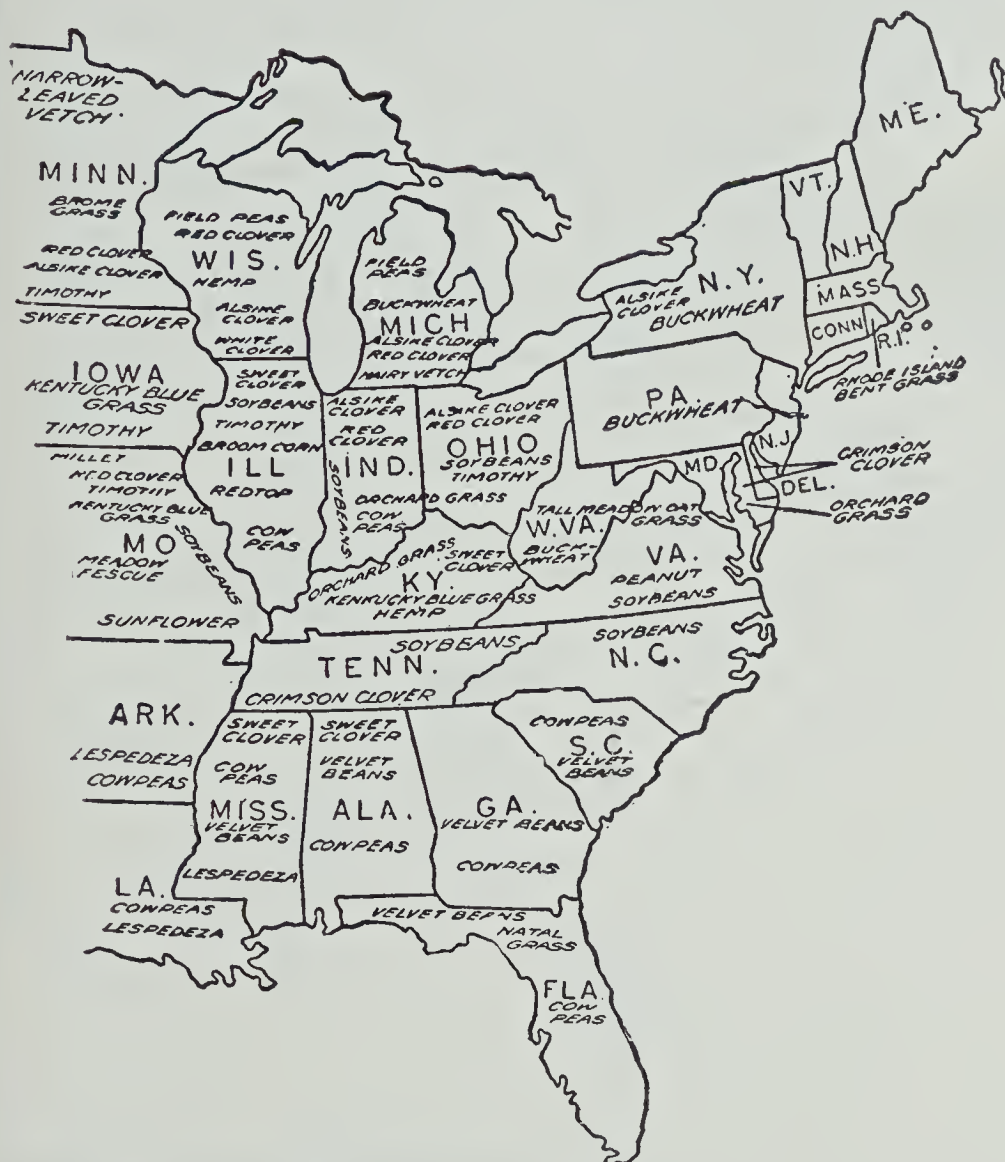 NARROW-
LEAVED
VETCH
MINN.
BROME
GRASS
RED CLOVER
ALSIKE CLOVER
TIMOTHY
FIELD PEAS
RED CLOVER
WIS.
HEMP
ALSIKE
CLOVER
WHITE
CLOVER
FIELD
PEAS
BUCKWHEAT
MICH
ALSIKE CLOVER
RED CLOVER
HAIRY VETCH
M.E.
VT.
N.H
MASS
CONN
R.I.
RHODE ISLAND
BENT GRASS
N.Y.
ALSIKE
CLOVER
BUCKWHEAT
PA.
BUCKWHEAT
N.J.
CRIMSON
CLOVER
DEL.
ORCHARD
GRASS
MD.
SWEET CLOVER
IOWA
KENTUCKY BLUE
GRASS
TIMOTHY
SWEET
CLOVER
SOYBEANS
TIMOTHY
BROOM CORN
ILL
REDTOP
COW
PEAS
ALSIKE
CLOVER
RED
CLOVER
IND.
SOYBEANS
ORCHARD GRASS
COW
PEAS
ALSIKE CLOVER
RED CLOVER
OHIO
SOYBEANS
TIMOTHY
TALL MEADOW OAT
GRASS
W.VA.
BUCK-
WHEAT
VA.
PEANUT
SOYBEANS
MILLET
RED CLOVER
TIMOTHY
KENTUCKY BLUE
GRASS
MO
MEADOW
FESCUE
SOYBEANS
SUNFLOWER
ORCHARD GRASS
SWEET
CLOVER
KY.
KENKUCKY BLUE GRASS
HEMP
SOYBEANS
TENN.
CRIMSON CLOVER
SOYBEANS
N.C.
ARK.
LESPEDEZA
COWPEAS
SWEET
CLOVER
COW
PEAS
MISS.
VELVET
BEANS
LESPEDEZA
SWEET
CLOVER
VELVET
BEANS
ALA.
COWPEAS
GA.
VELVET BEANS
COWPEAS
COWPEAS
S.C.
VELVET
BEANS
LA.
COWPEAS
LESPEDEZA
VELVET BEANS
NATAL
GRASS
FLA.
COW
PEAS